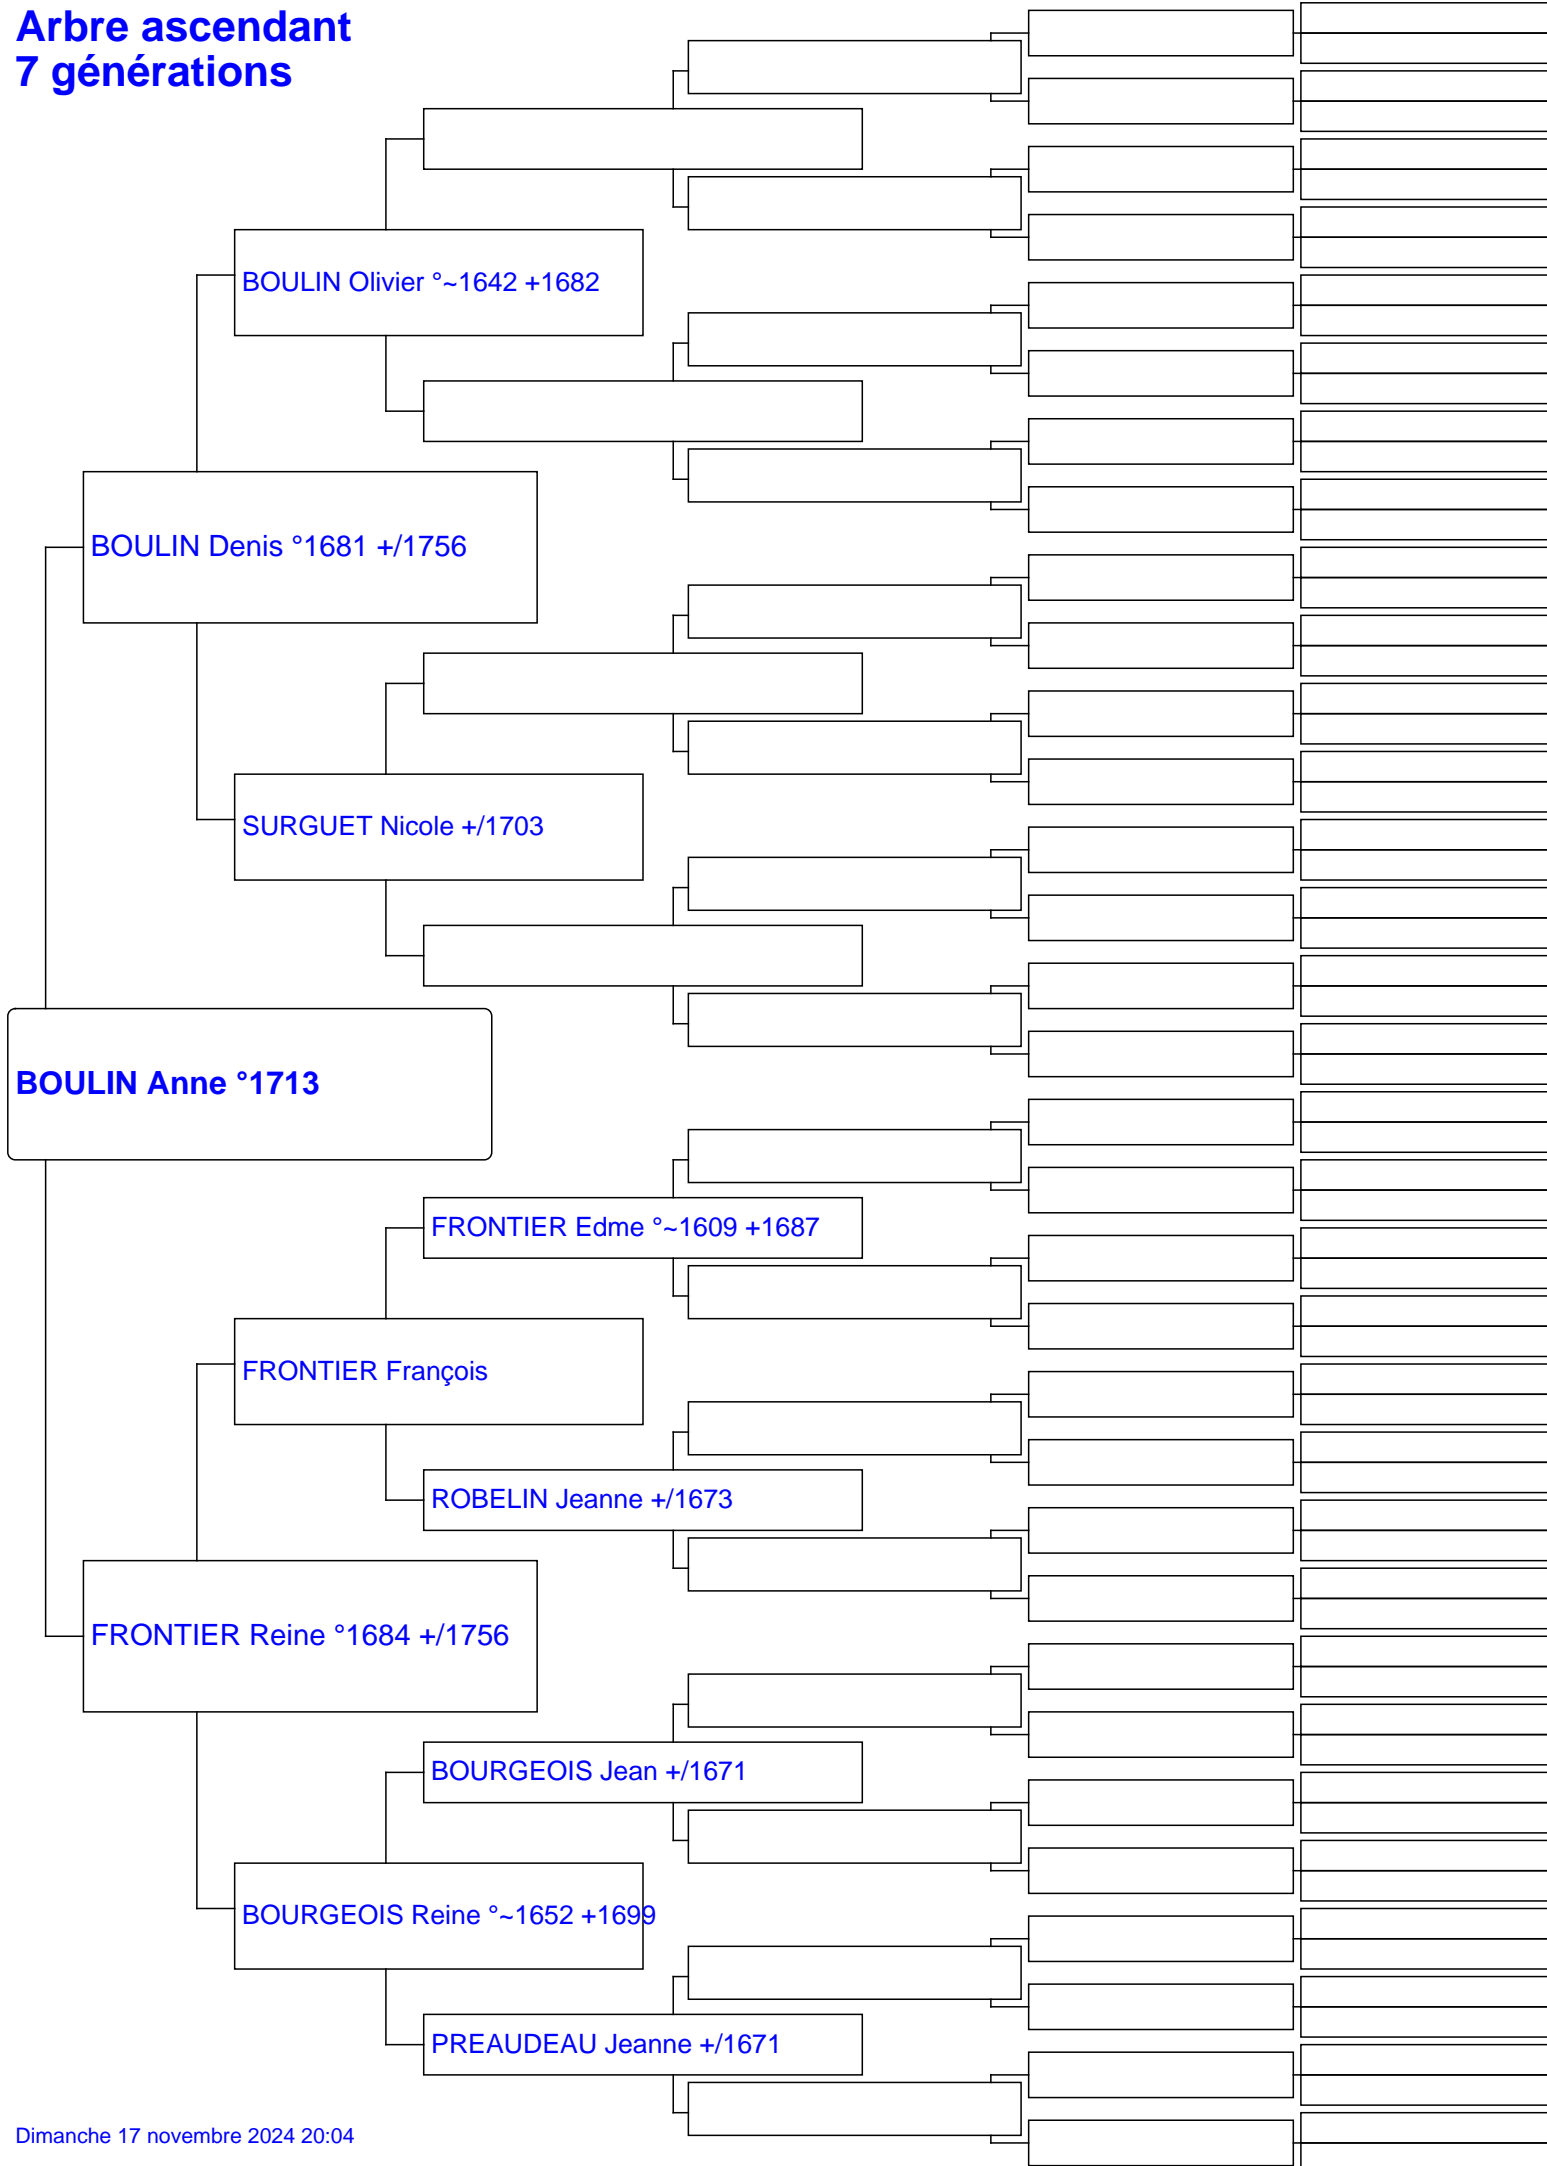 Arbre ascendant
7 générations
BOULIN Olivier °~1642 +1682
BOULIN Denis °1681 +/1756
SURGUET Nicole +/1703
BOULIN Anne °1713
FRONTIER Edme °~1609 +1687
FRONTIER François
ROBELIN Jeanne +/1673
FRONTIER Reine °1684 +/1756
BOURGEOIS Jean +/1671
BOURGEOIS Reine °~1652 +1699
PREAUDEAU Jeanne +/1671
Dimanche 17 novembre 2024 20:04